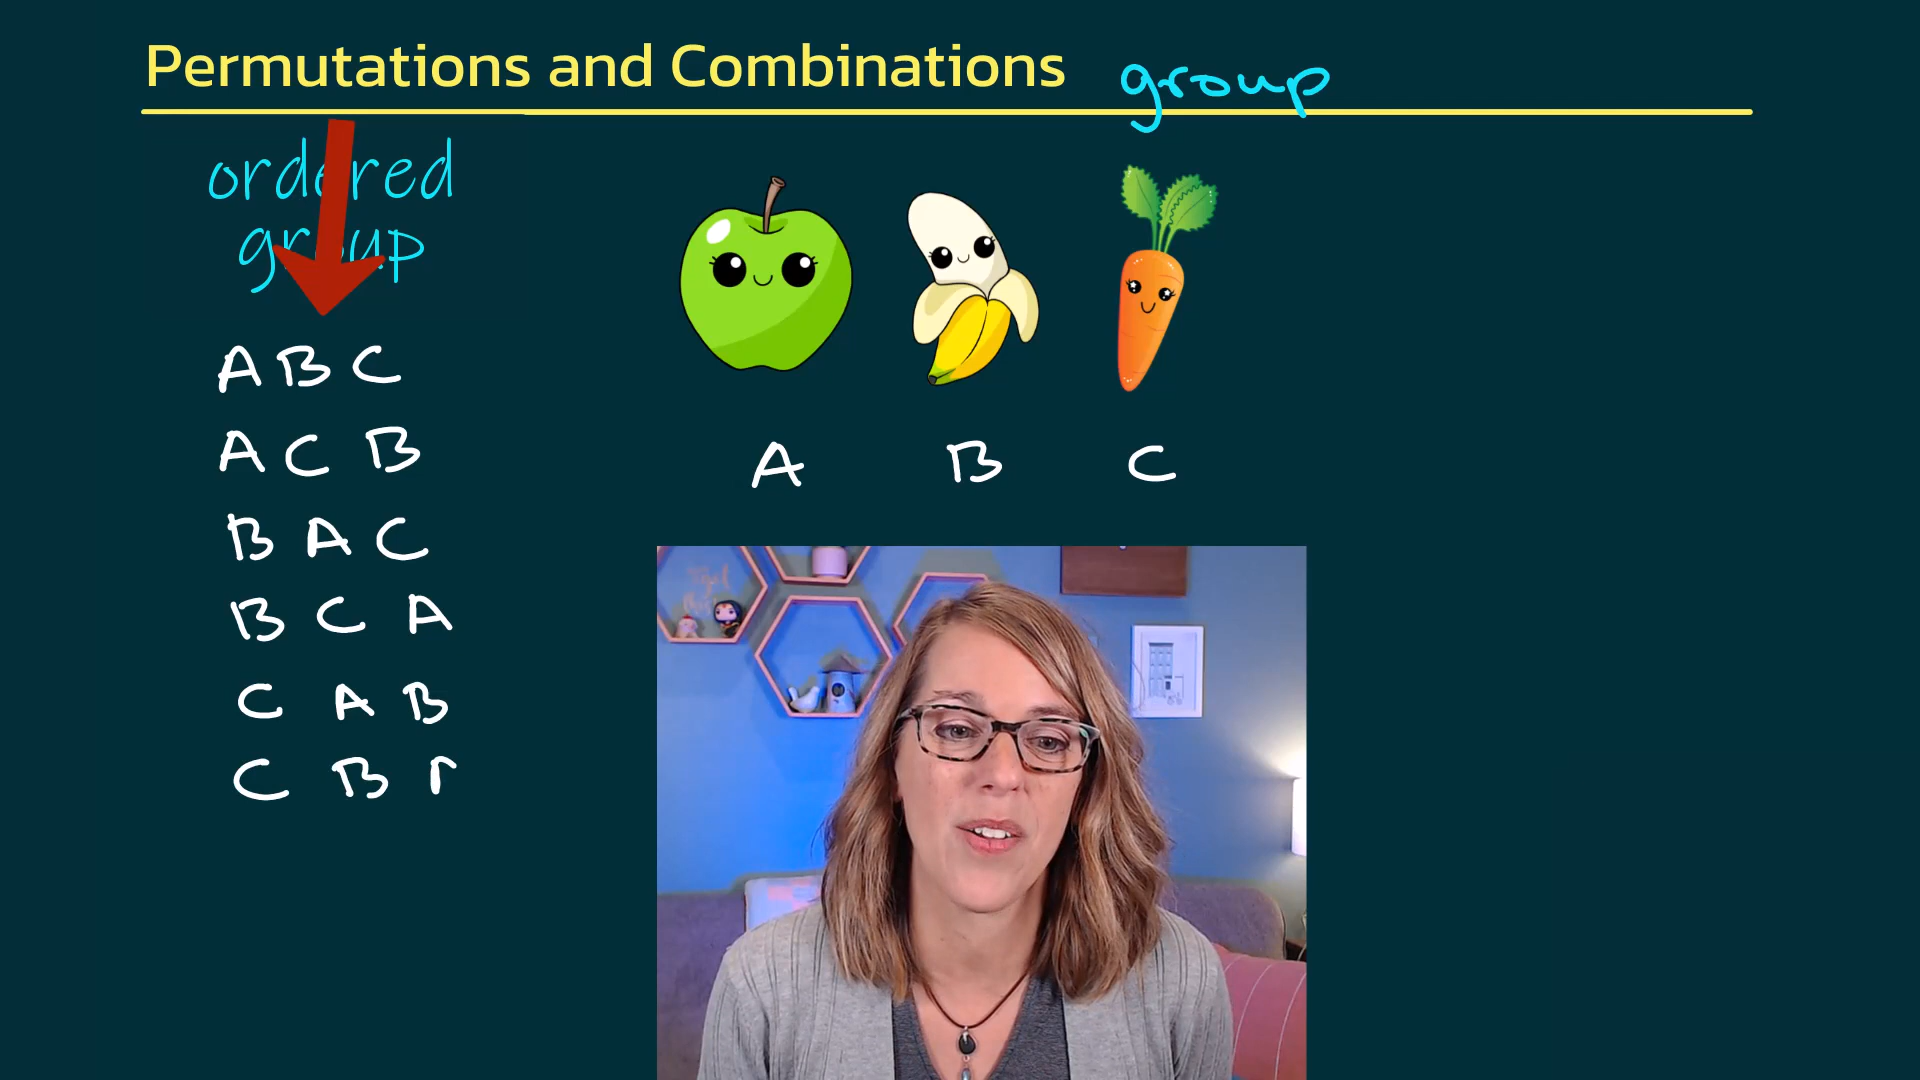 Permutations and Combinations group
ordered
group
A B C
A C B
B A C
B C A
C A B
C B
A B C